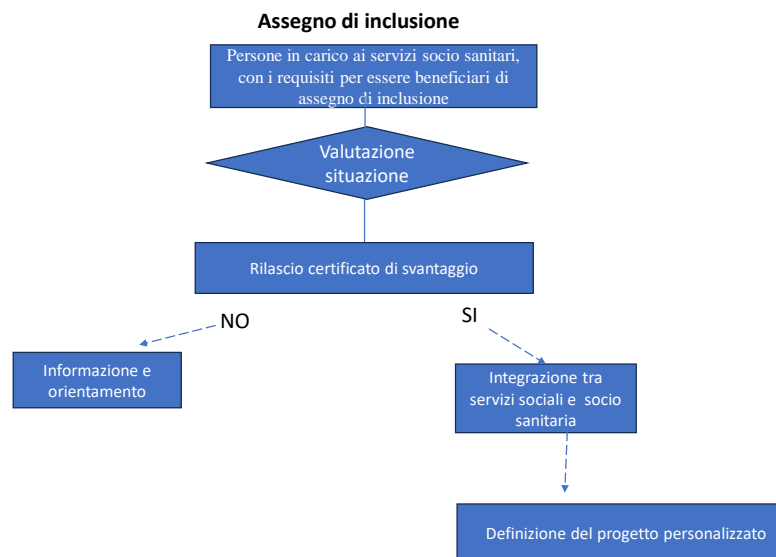 Assegno di inclusione
Persone in carico ai servizi socio sanitari,
con i requisiti per essere beneficiari di
assegno di inclusione
Valutazione
situazione
Rilascio certificato di svantaggio
NO
SI
Informazione e
orientamento
Integrazione tra
servizi sociali e socio
sanitaria
Definizione del progetto personalizzato